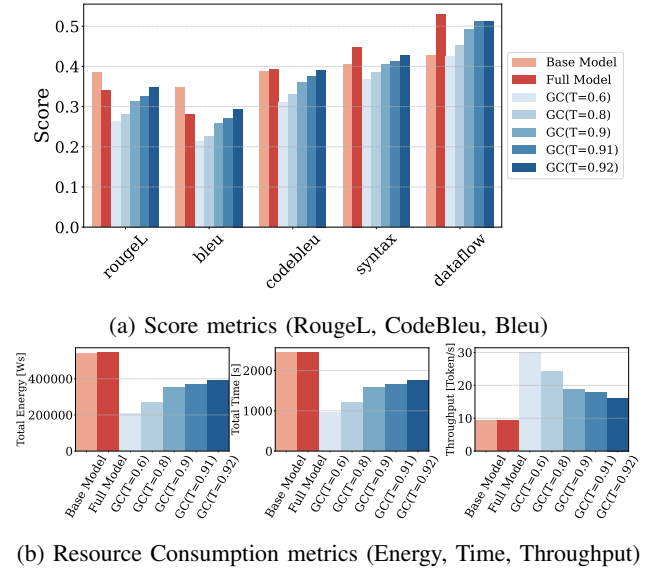 0.5
0.4
0.3
0.2
0.1
0.0
Score
rougeL
bleu
codebleu
syntax
dataflow
Base Model
Full Model
GC(T=0.6)
GC(T=0.8)
GC(T=0.9)
GC(T=0.91)
GC(T=0.92)
(a) Score metrics (RougeL, CodeBleu, Bleu)
Total Energy [Ws]
400000
200000
0
Base Model
Full Model
GC(T=0.6)
GC(T=0.8)
GC(T=0.9)
GC(T=0.91)
GC(T=0.92)
Total Time [s]
2000
1000
0
Base Model
Full Model
GC(T=0.6)
GC(T=0.8)
GC(T=0.9)
GC(T=0.91)
GC(T=0.92)
Throughput [Token/s]
30
20
10
0
Base Model
Full Model
GC(T=0.6)
GC(T=0.8)
GC(T=0.9)
GC(T=0.91)
GC(T=0.92)
(b) Resource Consumption metrics (Energy, Time, Throughput)